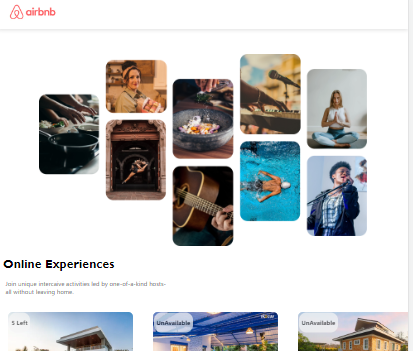 airbnb
Online Experiences
Join unique intercaive activities led by one-of-a-kind hosts-
all without leaving home.
5 Left
UnAvailable
UnAvailable